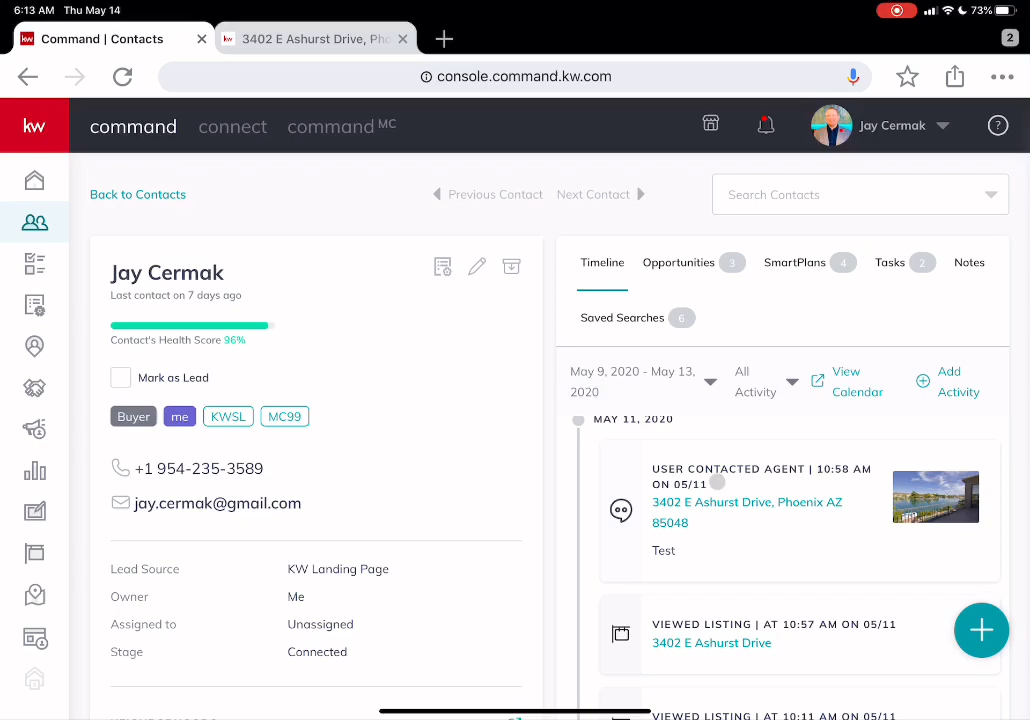 6:13 AM Thu May 14
73%
kw Command | Contacts
kw 3402 E Ashurst Drive, Pho
2
console.command.kw.com
kw
command
connect
command MC
Jay Cermak
?
Back to Contacts
Previous Contact
Next Contact
Search Contacts
Jay Cermak
Last contact on 7 days ago
Contact's Health Score 96%
Mark as Lead
Buyer
me
KWSL
MC99
+1 954-235-3589
jay.cermak@gmail.com
Lead Source
KW Landing Page
Owner
Me
Assigned to
Unassigned
Stage
Connected
Timeline
Opportunities 3
SmartPlans 4
Tasks 2
Notes
Saved Searches 6
May 9, 2020 - May 13,
2020
All
Activity
View
Calendar
Add
Activity
MAY 11, 2020
USER CONTACTED AGENT | 10:58 AM
ON 05/11
3402 E Ashurst Drive, Phoenix AZ
85048
Test
VIEWED LISTING | AT 10:57 AM ON 05/11
3402 E Ashurst Drive
VIEWED LISTING | AT 10:11 AM ON 05/11